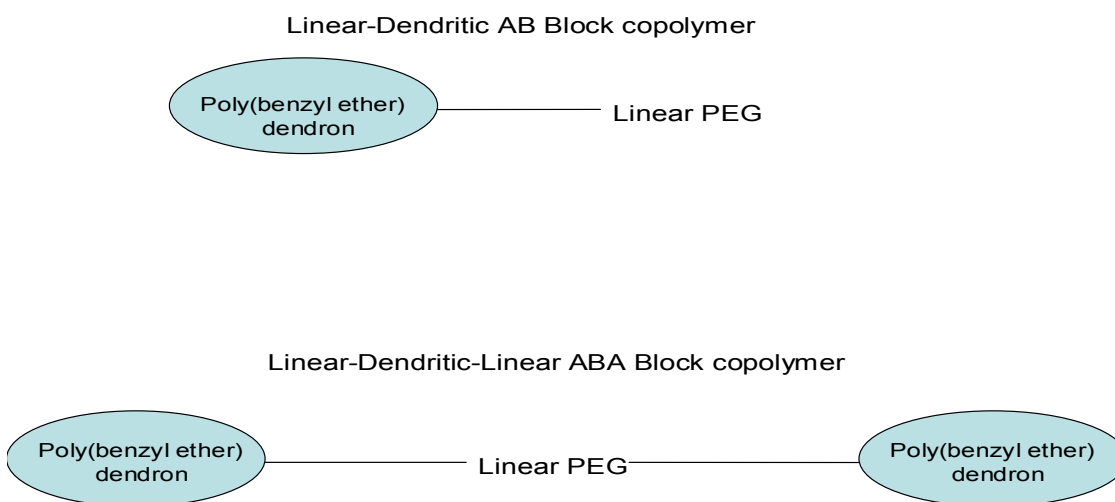 Linear-Dendritic AB Block copolymer
Poly(benzyl ether)
dendron
Linear PEG
Linear-Dendritic-Linear ABA Block copolymer
Poly(benzyl ether)
dendron
Linear PEG
Poly(benzyl ether)
dendron